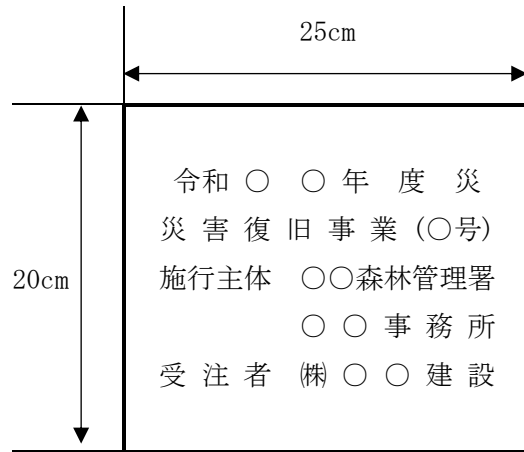 25cm
令和 ○ ○ 年 度 災
災 害 復 旧 事 業 (○号)
20cm
施行主体 ○○森林管理署
○ ○ 事 務 所
受 注 者 ㈱ ○ ○ 建 設